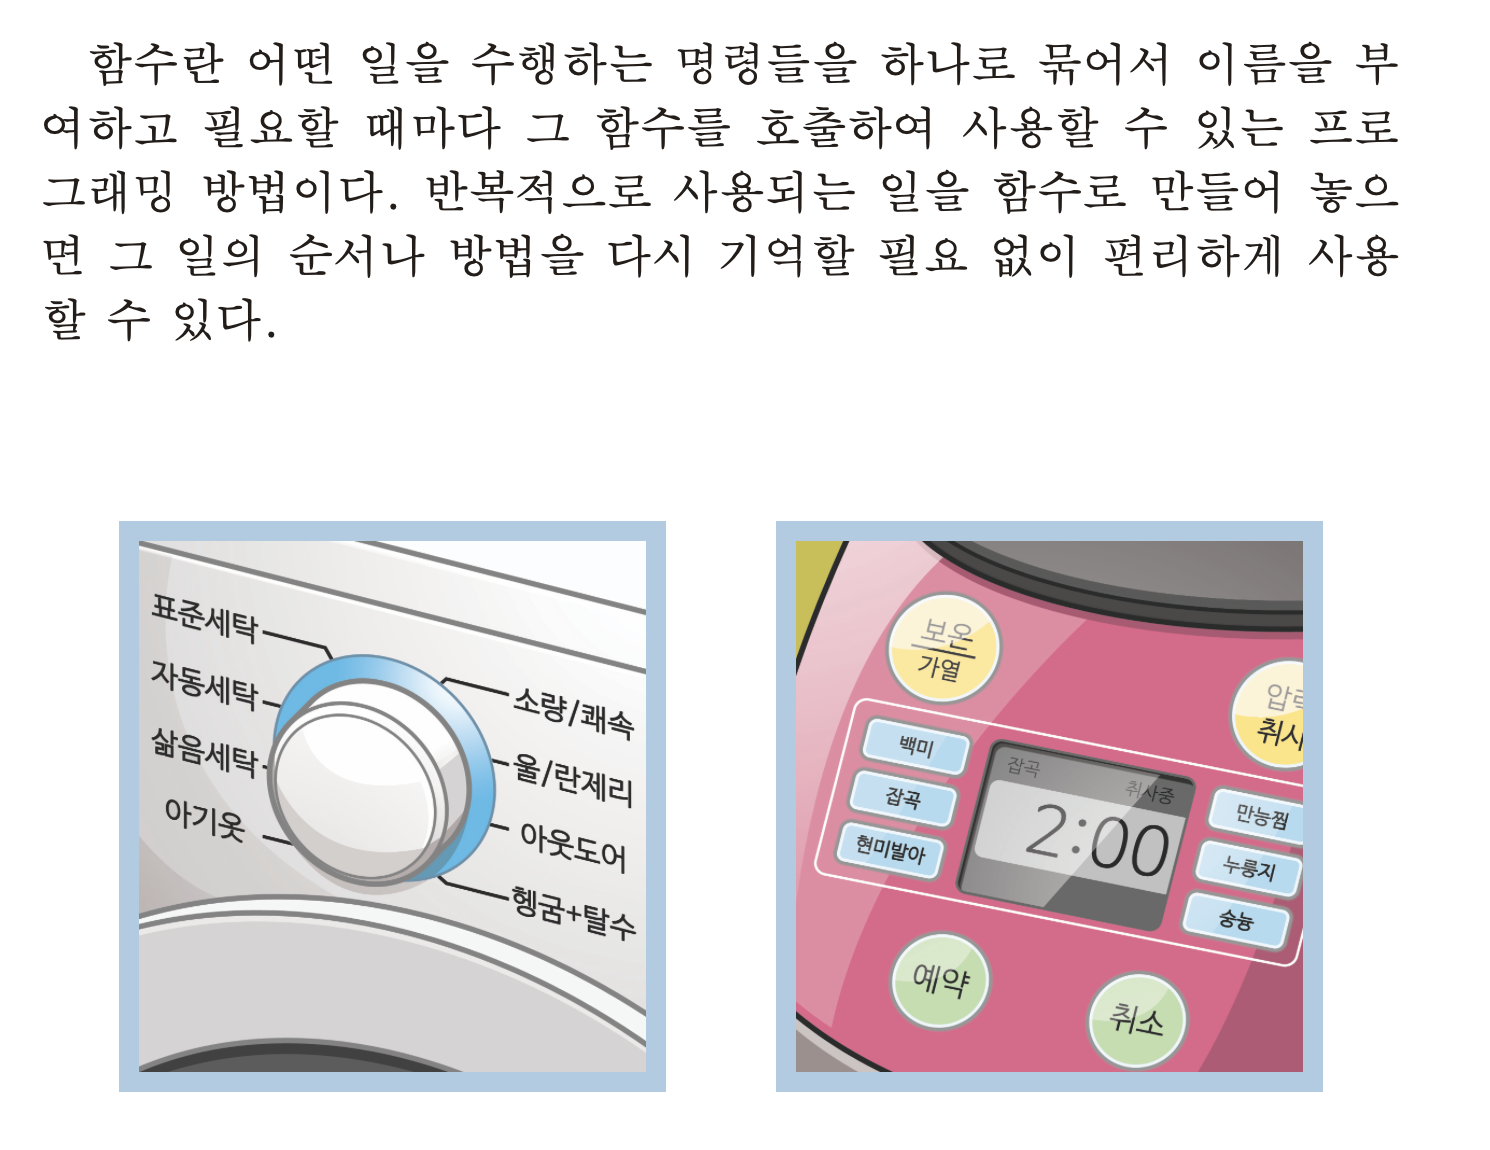 함수란 어떤 일을 수행하는 명령들을 하나로 묶어서 이름을 부
여하고 필요할 때마다 그 함수를 호출하여 사용할 수 있는 프로
그래밍 방법이다. 반복적으로 사용되는 일을 함수로 만들어 놓으
면 그 일의 순서나 방법을 다시 기억할 필요 없이 편리하게 사용
할 수 있다.
표준세탁
자동세탁
삶음세탁
아기옷
소량/쾌속
울/란제리
아웃도어
헹굼+탈수
보온
가열
취사
백미
잡곡
현미발아
잡곡
취사중
2:00
만능찜
누룽지
숭늉
예약
취소